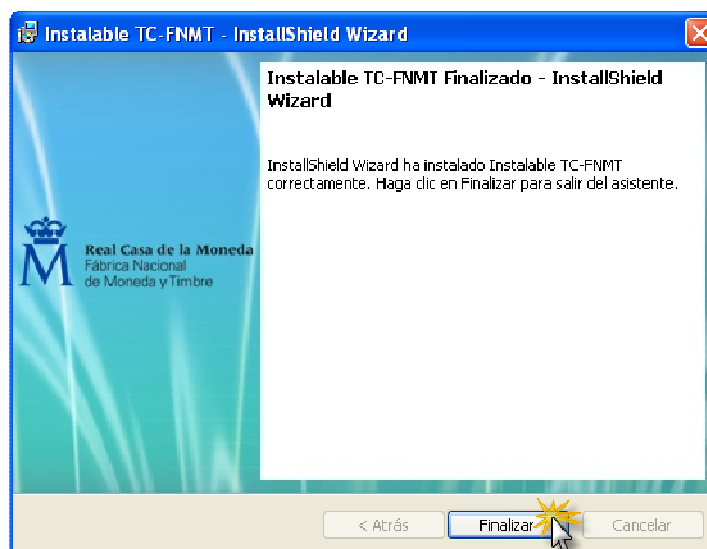 Instalable TC-FNMT - InstallShield Wizard
Instalable TC-FNMT Finalizado - InstallShield
Wizard
InstallShield Wizard ha instalado Instalable TC-FNMT
correctamente. Haga clic en Finalizar para salir del asistente.
M
Real Casa de la Moneda
Fábrica Nacional
de Moneda y Timbre
< Atrás
Finalizar
Cancelar